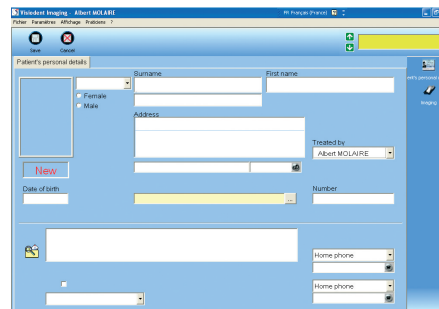 Visiodent Imaging - Albert MOLAIRE
FR Français (France)
Fichier Paramètres Affichage Praticiens ?
Save
Cancel
Patient's personal details
Surname
First name
Female
Male
Address
Treated by
Albert MOLAIRE
New
Date of birth
Number
Imaging
Home phone
Home phone